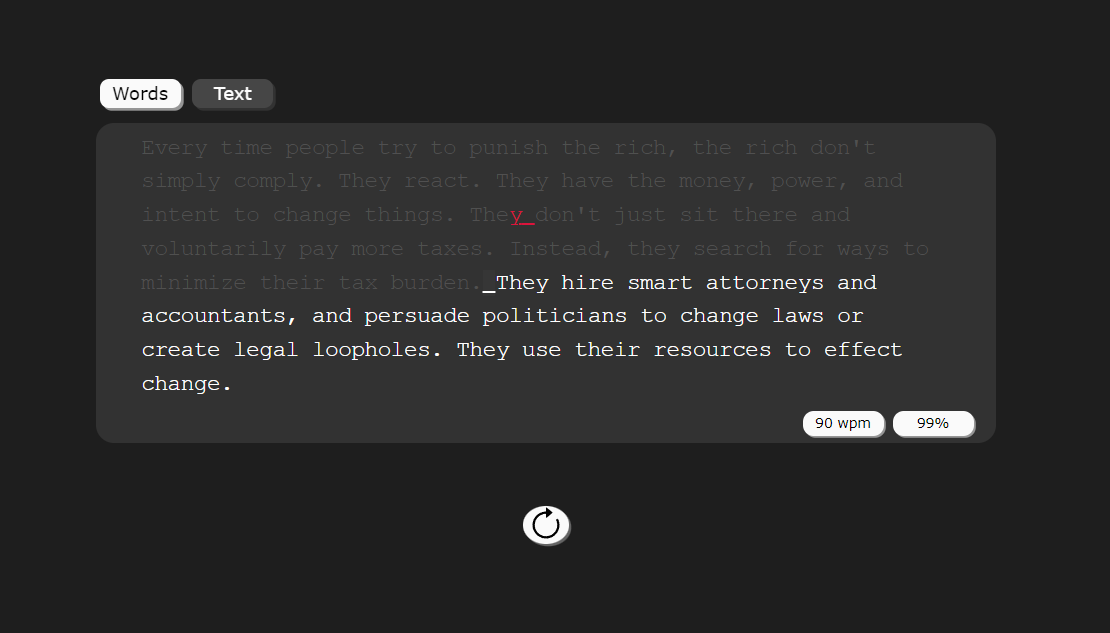 Words Text
Every time people try to punish the rich, the rich don't
simply comply. They react. They have the money, power, and
intent to change things. They_don't just sit there and
voluntarily pay more taxes. Instead, they search for ways to
minimize their tax burden._They hire smart attorneys and
accountants, and persuade politicians to change laws or
create legal loopholes. They use their resources to effect
change.
90 wpm 99%